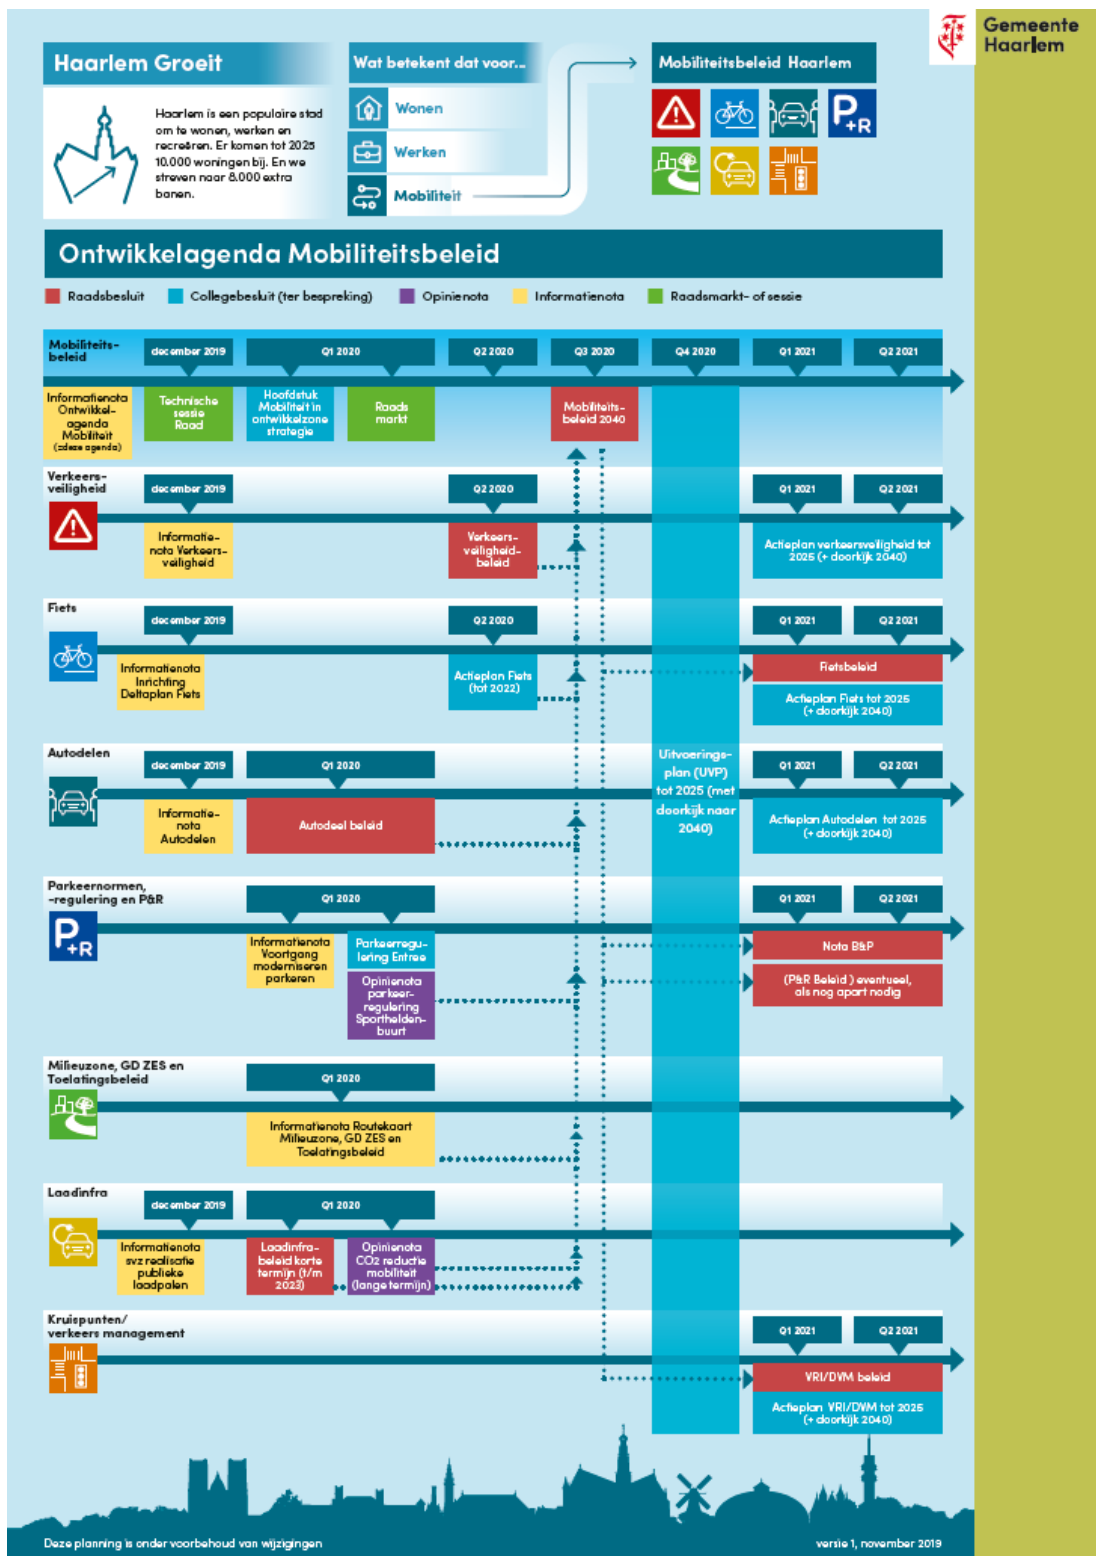 Gemeente
Haarlem
Haarlem Groeit
Haarlem is een populaire stad
om te wonen, werken en
recreëren. Er komen tot 2025
10.000 woningen bij. En we
streven naar 8.000 extra
banen.
Wat betekent dat voor...
Wonen
Werken
Mobiliteit
Mobiliteitsbeleid Haarlem
P+R
Ontwikkelagenda Mobiliteitsbeleid
Raadsbesluit
Collegebesluit (ter bespreking)
Opinienota
Informatienota
Raadsmarkt- of sessie
Mobiliteits-
beleid
december 2019
Q1 2020
Q2 2020
Q3 2020
Q4 2020
Q1 2021
Q2 2021
Informatienota
Ontwikkel-
agenda
Mobiliteit
(=deze agenda)
Technische
sessie
Raad
Hoofdstuk
Mobiliteit in
ontwikkelzone
strategie
Raads
markt
Mobiliteits-
beleid 2040
Uitvoerings-
plan (UVP)
tot 2025 (met
doorkijk naar
2040)
Verkeers-
veiligheid
december 2019
Q2 2020
Q1 2021
Q2 2021
Informatie-
nota Verkeers-
veiligheid
Verkeers-
veiligheid-
beleid
Actieplan verkeersveiligheid tot
2025 (+ doorkijk 2040)
Fiets
december 2019
Q2 2020
Q1 2021
Q2 2021
Informatienota
Inrichting
Deltaplan Fiets
Actieplan Fiets
(tot 2022)
Fietsbeleid
Actieplan Fiets tot 2025
(+ doorkijk 2040)
Autodelen
december 2019
Q1 2020
Q1 2021
Q2 2021
Informatie-
nota
Autodelen
Autodeel beleid
Actieplan Autodelen tot 2025
(+ doorkijk 2040)
Parkeernormen,
-regulering en P&R
P+R
Q1 2020
Q1 2021
Q2 2021
Informatienota
Voortgang
moderniseren
parkeren
Parkeerregu-
lering Entree
Opinienota
parkeer-
regulering
Sporthelden-
buurt
Nota B&P
(P&R Beleid ) eventueel,
als nog apart nodig
Milieuzone, GD ZES en
Toelatingsbeleid
Q1 2020
Informatienota Routekaart
Milieuzone, GD ZES en
Toelatingsbeleid
Laadinfra
december 2019
Q1 2020
Informatienota
svz realisatie
publieke
laadpalen
Laadinfra-
beleid korte
termijn (t/m
2023)
Opinienota
CO2 reductie
mobiliteit
(lange termijn)
Kruispunten/
verkeers management
Q1 2021
Q2 2021
VRI/DVM beleid
Actieplan VRI/DVM tot 2025
(+ doorkijk 2040)
Deze planning is onder voorbehoud van wijzigingen
versie 1, november 2019